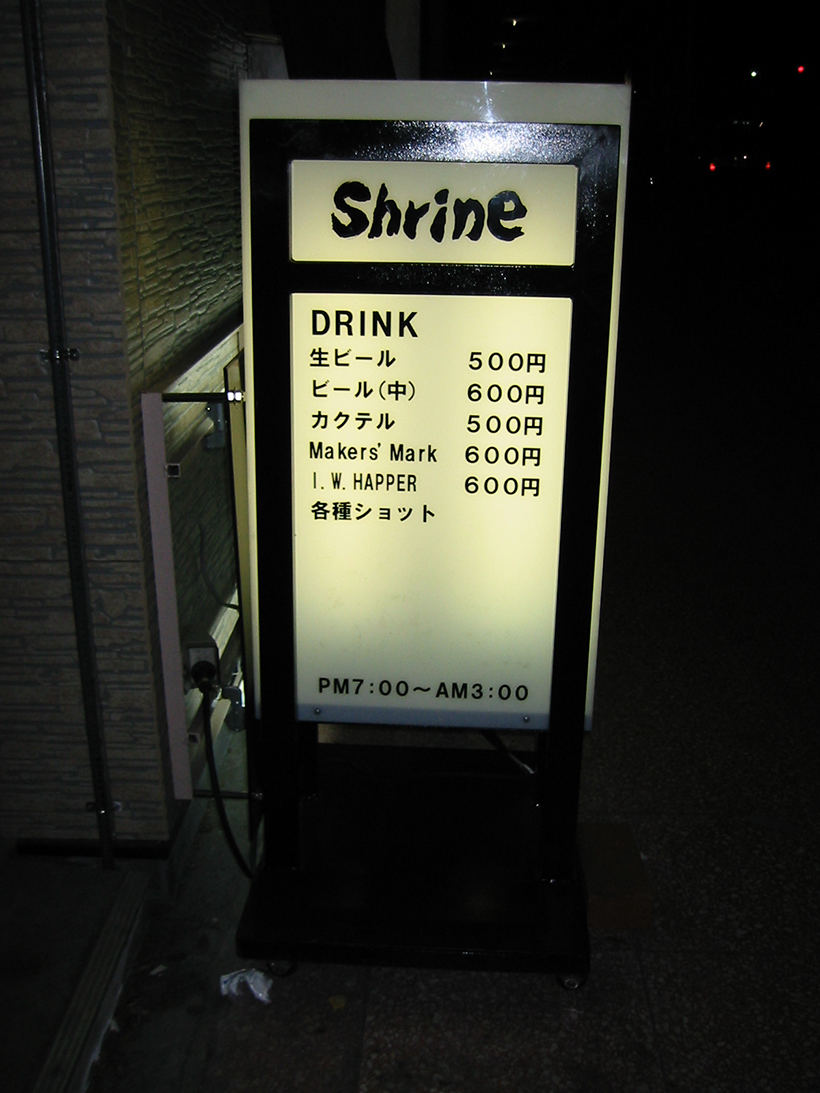 Shrine
DRINK
生ビール 500円
ビール(中) 600円
カクテル 500円
Makers' Mark 600円
I.W.HAPPER 600円
各種ショット
PM7:00～AM3:00